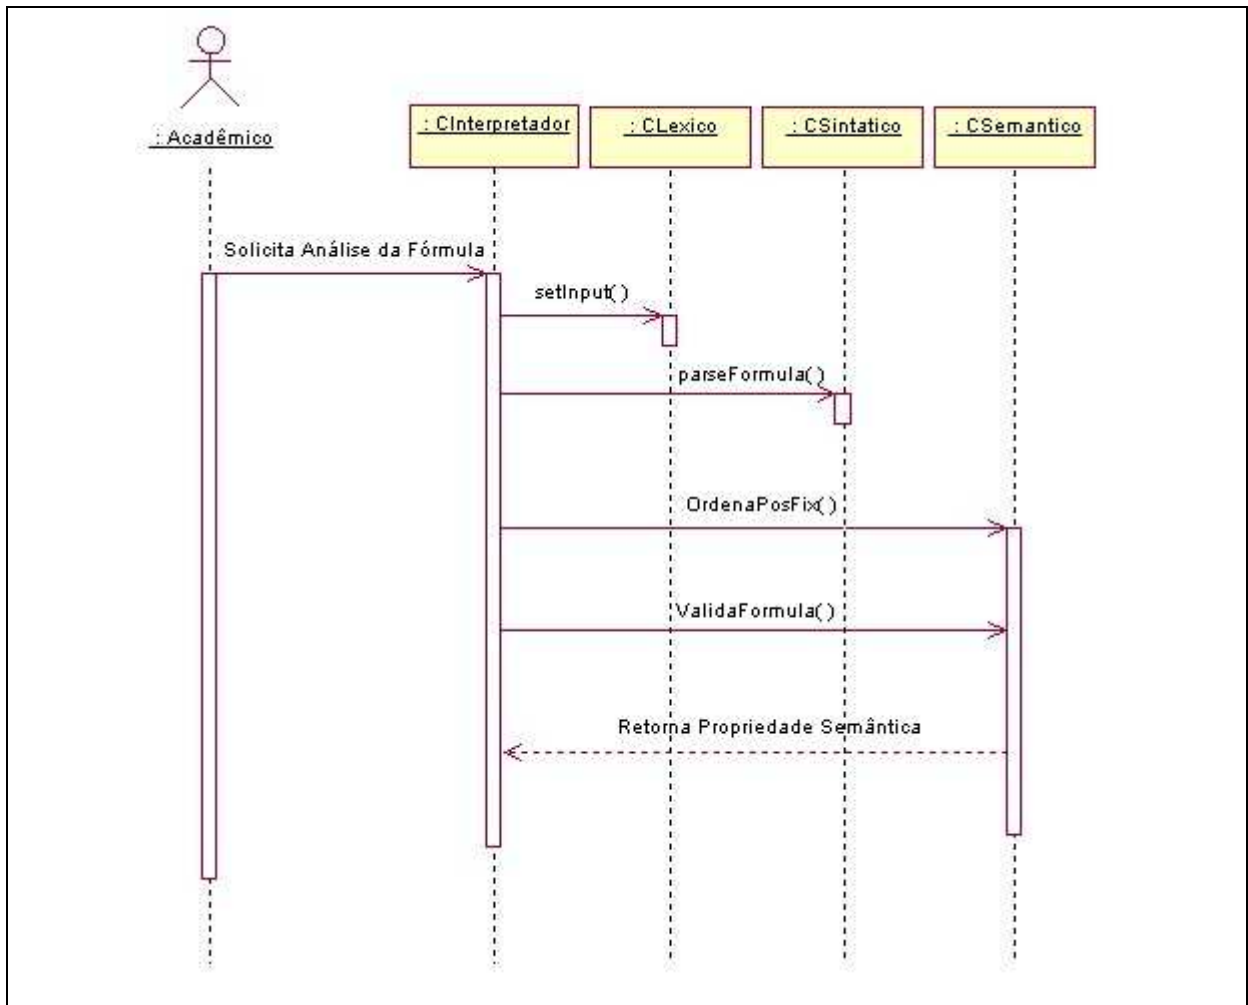 : Acadêmico
: CInterpretador
: CLexico
: CSintatico
: CSemantico
Solicita Análise da Fórmula
setInput( )
parseFormula( )
OrdenaPosFix( )
ValidaFormula( )
Retorna Propriedade Semântica